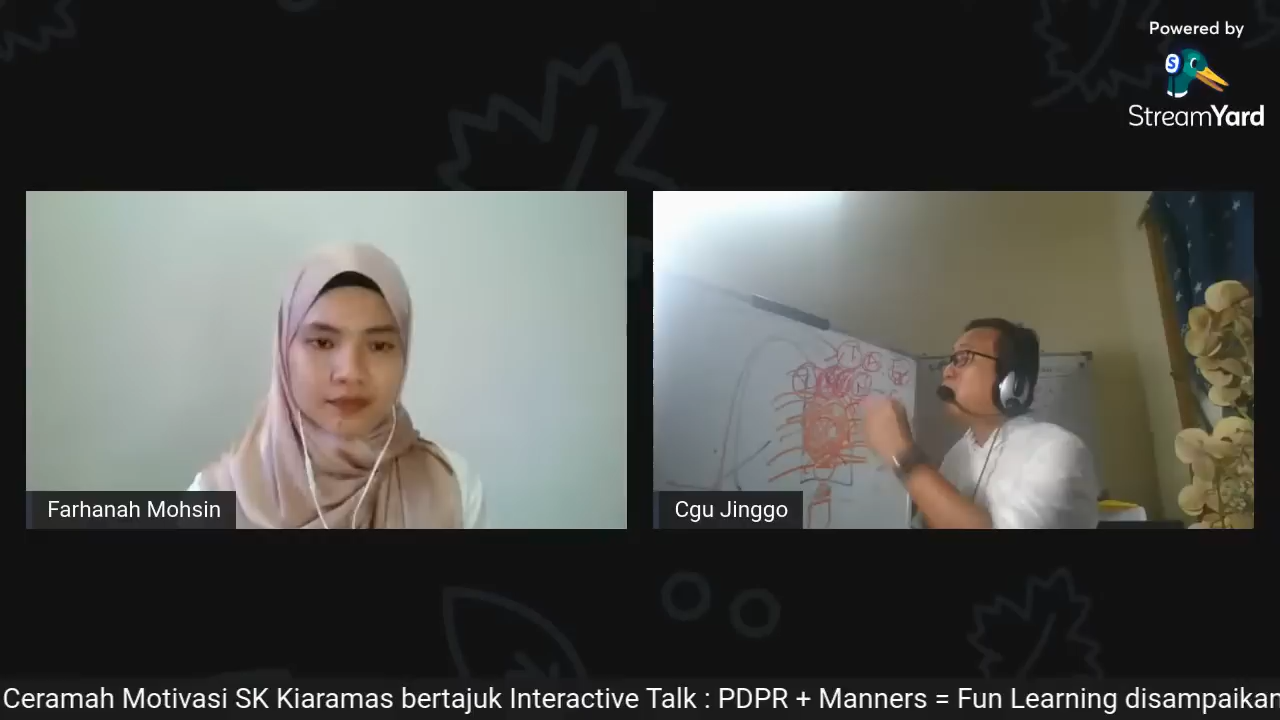 Powered by
StreamYard
Farhanah Mohsin
Cgu Jinggo
Ceramah Motivasi SK Kiaramas bertajuk Interactive Talk : PDPR + Manners = Fun Learning disampaikan